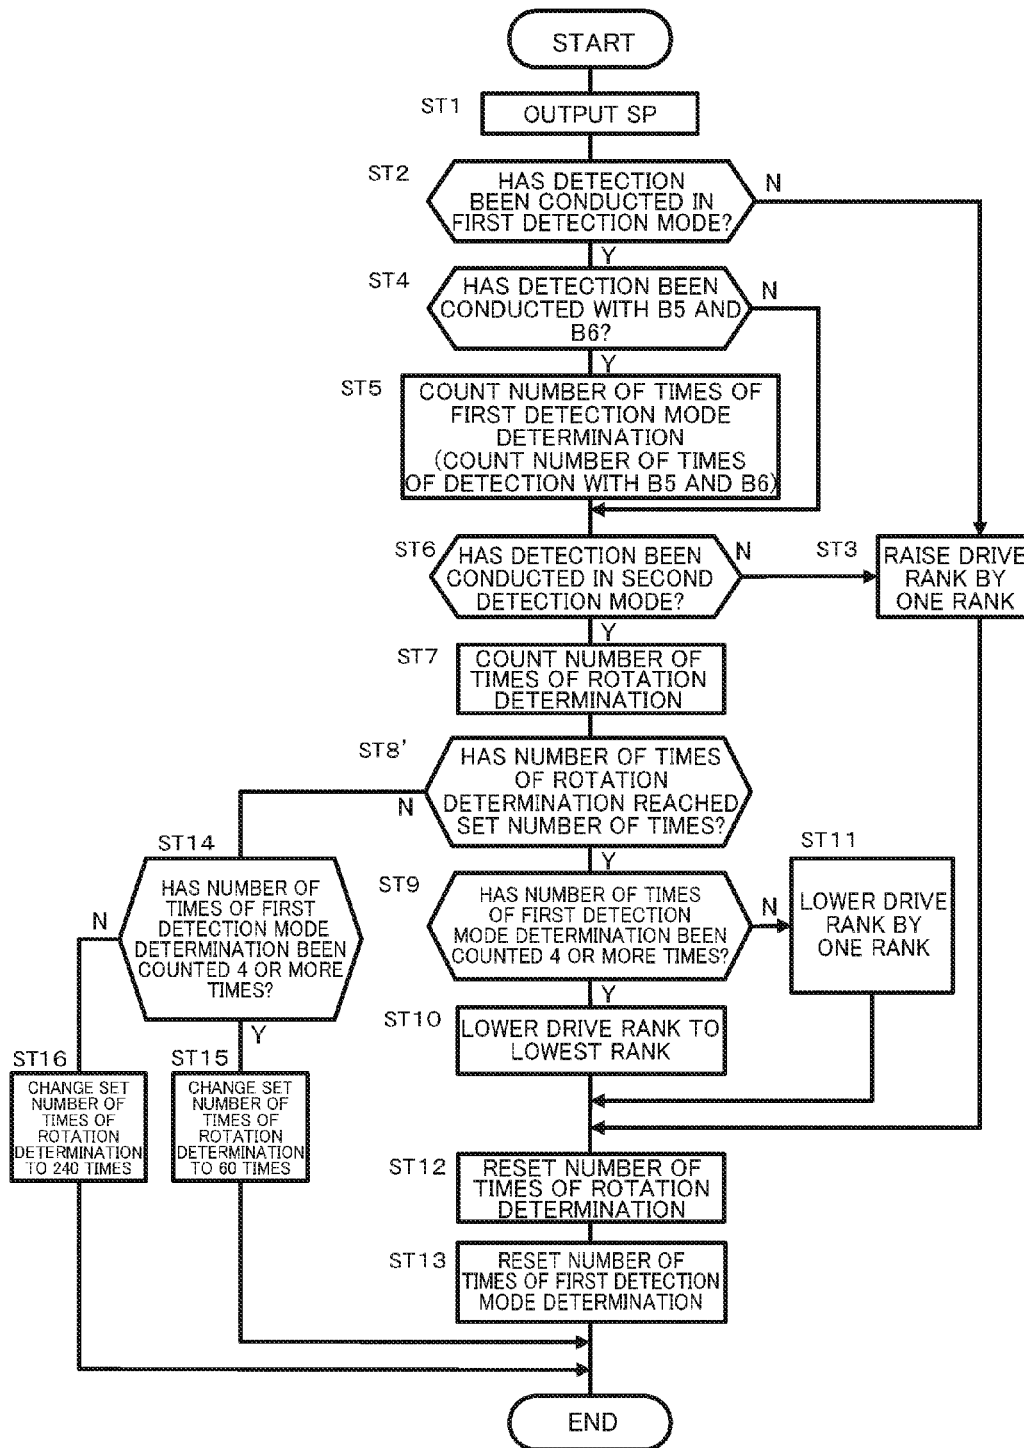 START
ST1
OUTPUT SP
ST2
HAS DETECTION
BEEN CONDUCTED IN
FIRST DETECTION MODE?
N
Y
ST4
HAS DETECTION BEEN
CONDUCTED WITH B5 AND
B6?
N
Y
ST5
COUNT NUMBER OF TIMES OF
FIRST DETECTION MODE
DETERMINATION
(COUNT NUMBER OF TIMES
OF DETECTION WITH B5 AND B6)
ST6
HAS DETECTION BEEN
CONDUCTED IN SECOND
DETECTION MODE?
N
Y
ST3
RAISE DRIVE
RANK BY
ONE RANK
ST7
COUNT NUMBER OF
TIMES OF ROTATION
DETERMINATION
ST8'
HAS NUMBER OF TIMES
OF ROTATION
DETERMINATION REACHED
SET NUMBER OF TIMES?
N
Y
ST14
HAS NUMBER OF
TIMES OF FIRST
DETECTION MODE
DETERMINATION BEEN
COUNTED 4 OR MORE
TIMES?
N
Y
ST9
HAS NUMBER OF TIMES
OF FIRST DETECTION
MODE DETERMINATION BEEN
COUNTED 4 OR MORE TIMES?
N
Y
ST11
LOWER DRIVE
RANK BY
ONE RANK
ST10
LOWER DRIVE RANK TO
LOWEST RANK
ST16
CHANGE SET
NUMBER OF
TIMES OF
ROTATION
DETERMINATION
TO 240 TIMES
ST15
CHANGE SET
NUMBER OF
TIMES OF
ROTATION
DETERMINATION
TO 60 TIMES
ST12
RESET NUMBER OF
TIMES OF ROTATION
DETERMINATION
ST13
RESET NUMBER OF
TIMES OF FIRST DETECTION
MODE DETERMINATION
END